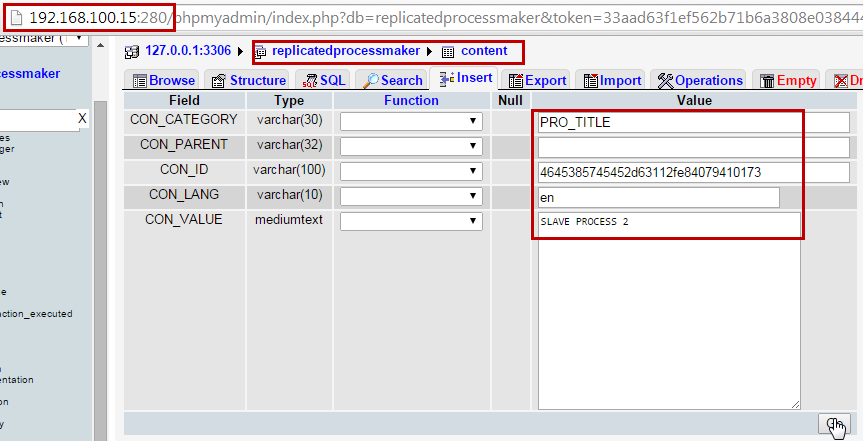 192.168.100.15:280/phpmyadmin/index.php?db=replicatedprocessmaker&token=33aad63f1ef562b71b6a3808e038444
cessmaker (
127.0.0.1:3306 replicatedprocessmaker content
cessmaker
Browse Structure SQL Search Insert Export Import Operations Empty Dr
Field Type Function Null Value
X
CON_CATEGORY varchar(30) PRO_TITLE
es
CON_PARENT varchar(32)
ger
CON_ID varchar(100) 4645385745452d63112fe84079410173
ew
CON_LANG varchar(10) en
n
t
CON_VALUE mediumtext SLAVE PROCESS 2
e
ction_executed
n
entation
on
y